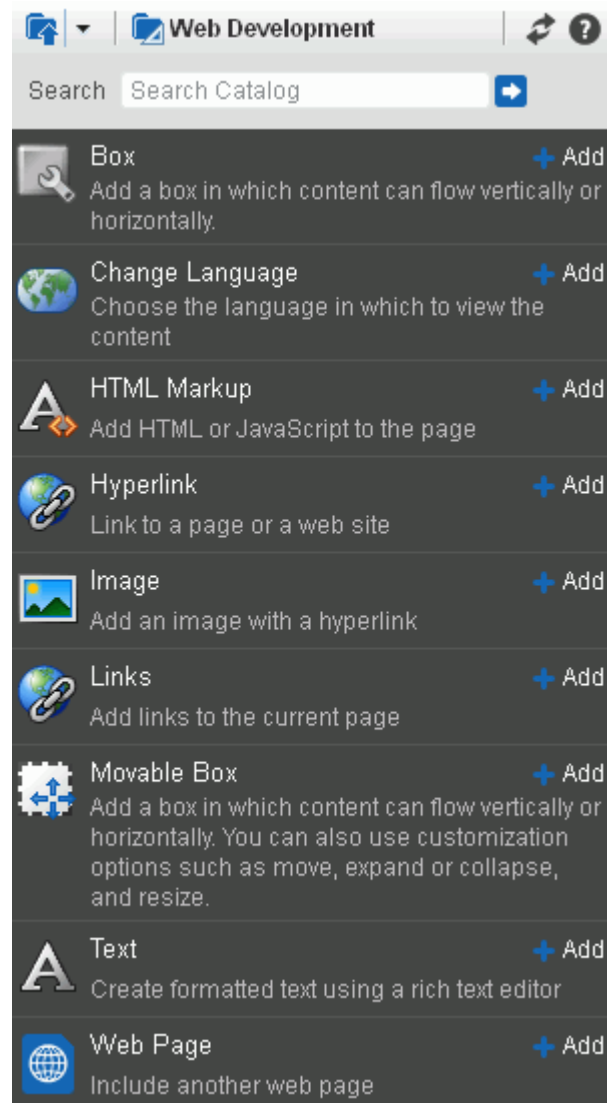 Web Development
Search Search Catalog
Box Add
Add a box in which content can flow vertically or
horizontally.
Change Language Add
Choose the language in which to view the
content
HTML Markup Add
Add HTML or JavaScript to the page
Hyperlink Add
Link to a page or a web site
Image Add
Add an image with a hyperlink
Links Add
Add links to the current page
Movable Box Add
Add a box in which content can flow vertically or
horizontally. You can also use customization
options such as move, expand or collapse,
and resize.
Text Add
Create formatted text using a rich text editor
Web Page Add
Include another web page